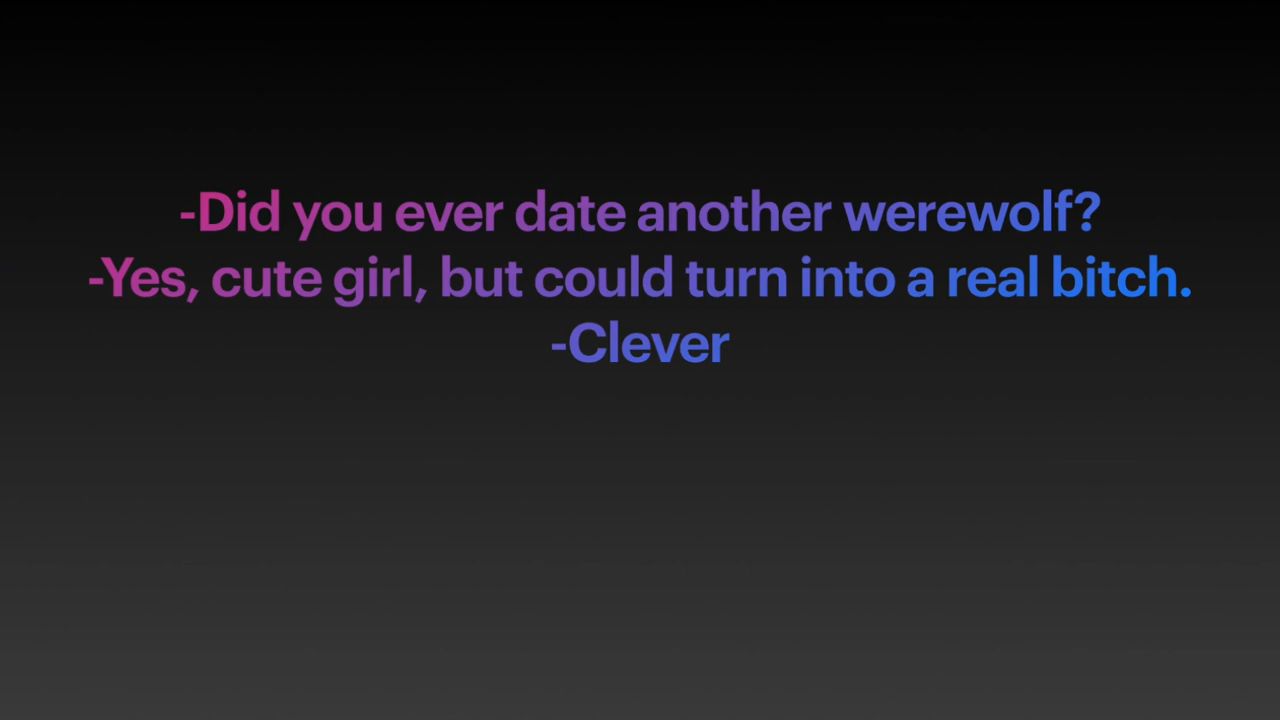 -Did you ever date another werewolf?
-Yes, cute girl, but could turn into a real bitch.
-Clever